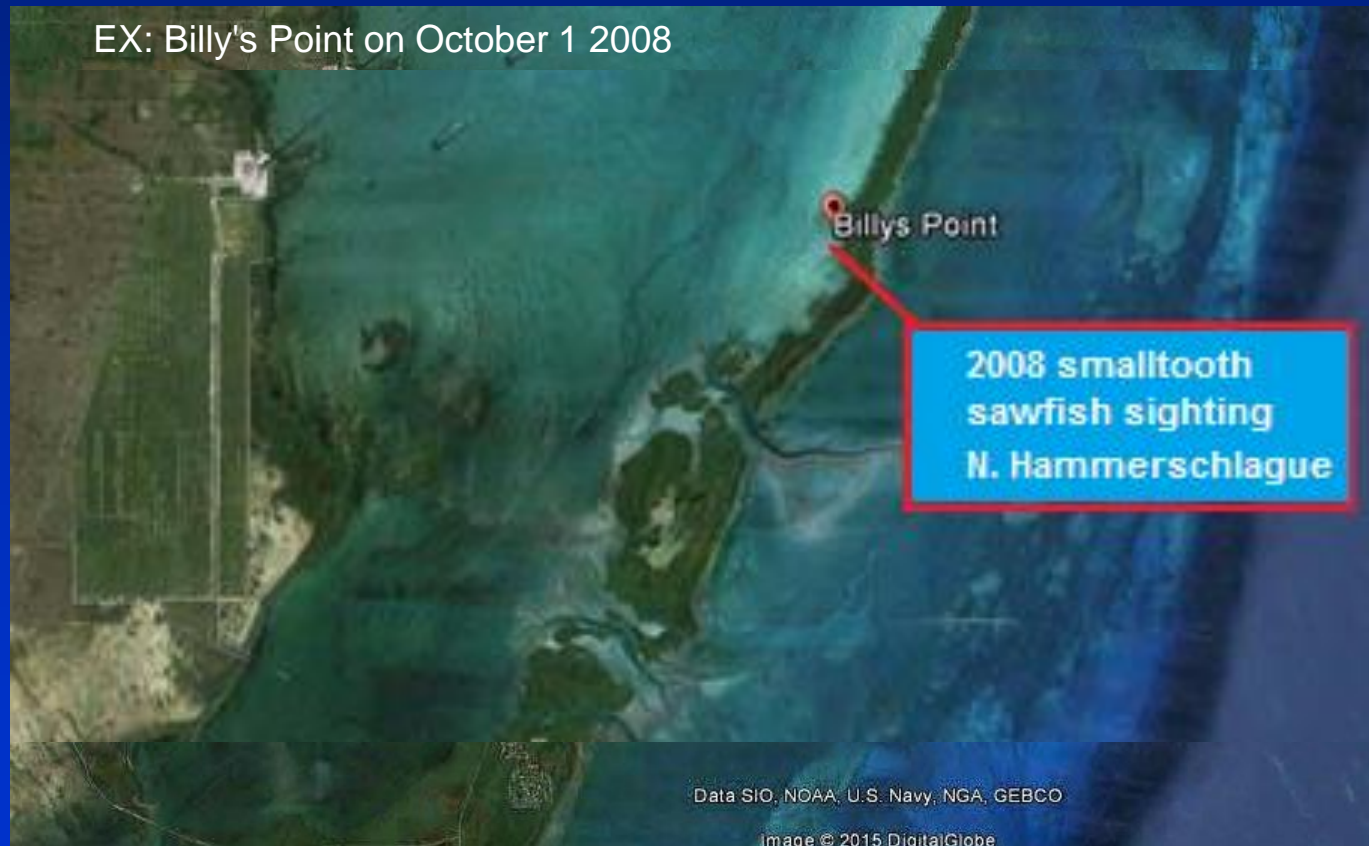 EX: Billy's Point on October 1 2008
Billys Point
2008 smalltooth
sawfish sighting
N. Hammerschlague
Data SIO, NOAA, U.S. Navy, NGA, GEBCO
Image © 2015 DigitalGlobe